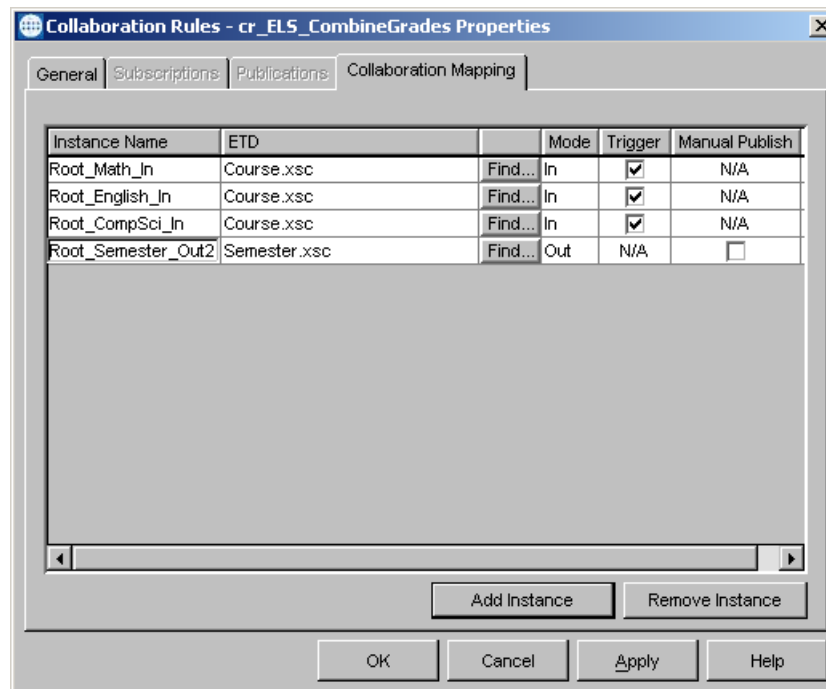 Collaboration Rules - cr_ELS_CombineGrades Properties
General Subscriptions Publications Collaboration Mapping
Instance Name ETD Mode Trigger Manual Publish
Root_Math_In Course.xsc Find... In N/A
Root_English_In Course.xsc Find... In N/A
Root_CompSci_In Course.xsc Find... In N/A
Root_Semester_Out2 Semester.xsc Find... Out N/A
Add Instance Remove Instance
OK Cancel Apply Help